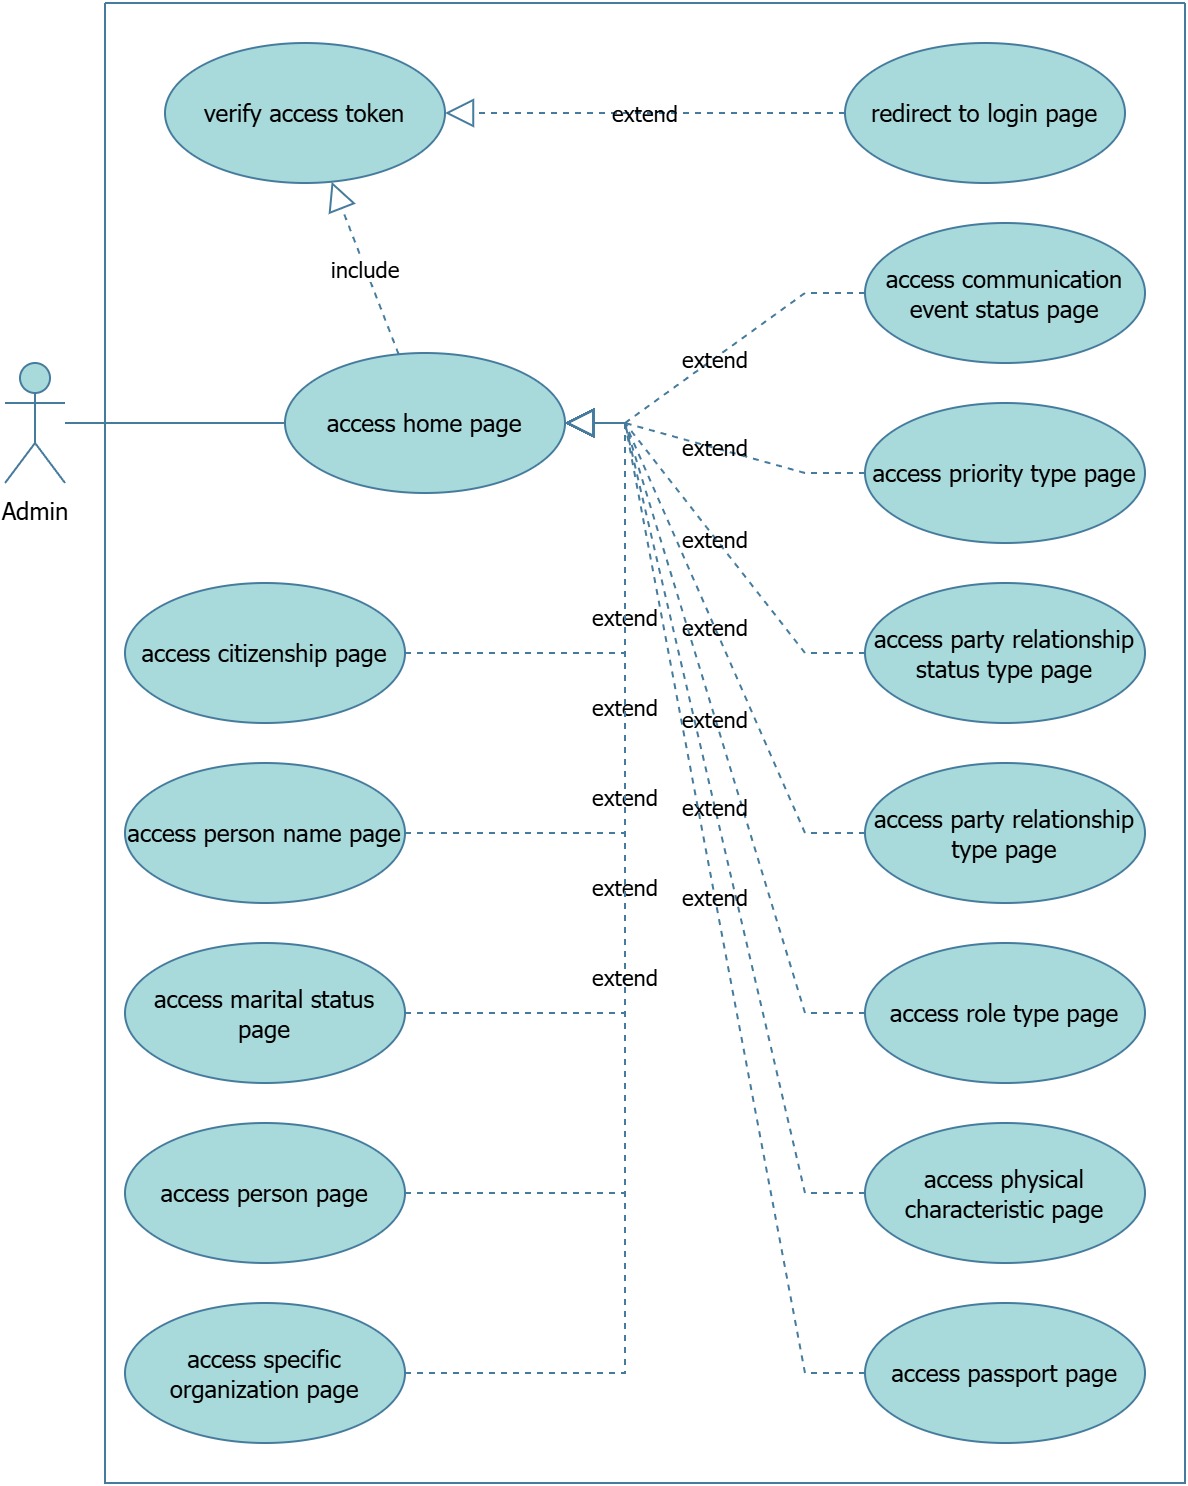 verify access token
extend
redirect to login page
include
access communication
event status page
extend
access home page
extend
access priority type page
Admin
extend
access party relationship
status type page
extend
access citizenship page
extend
extend
extend
access party relationship
type page
extend
access person name page
extend
extend
extend
access marital status
page
extend
access role type page
access person page
access physical
characteristic page
access specific
organization page
access passport page